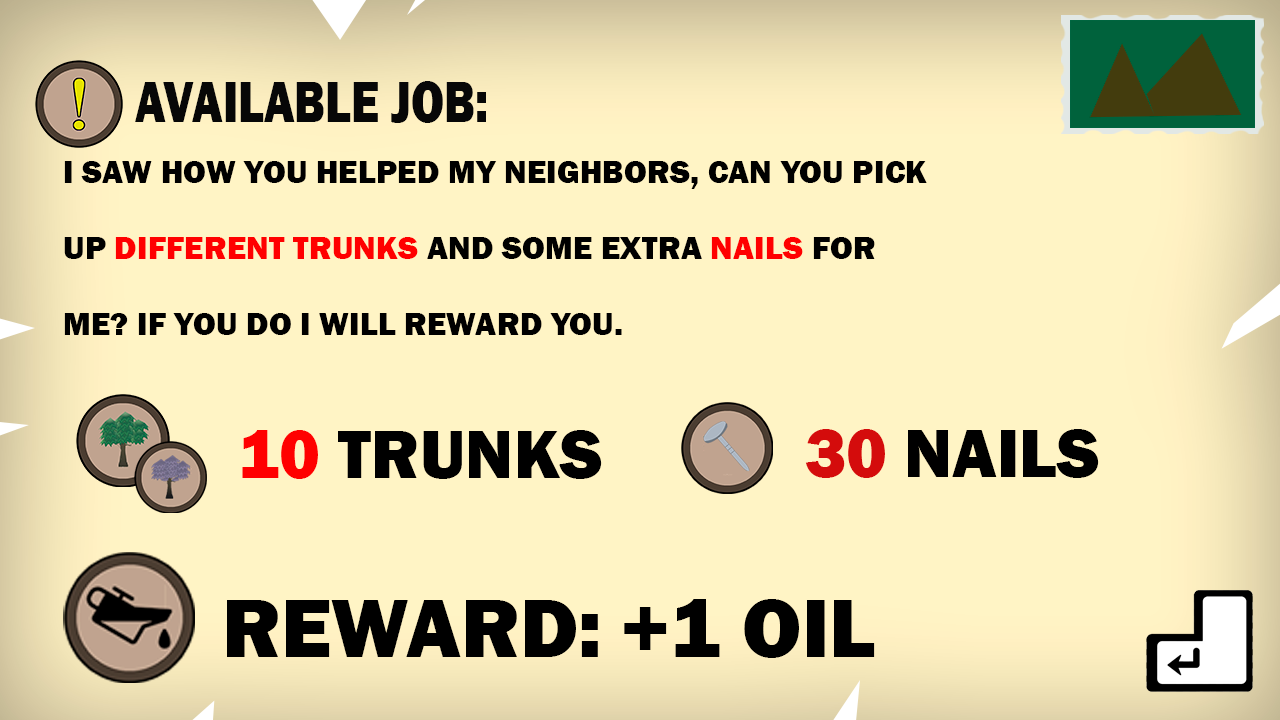 AVAILABLE JOB:
I SAW HOW YOU HELPED MY NEIGHBORS, CAN YOU PICK
UP DIFFERENT TRUNKS AND SOME EXTRA NAILS FOR
ME? IF YOU DO I WILL REWARD YOU.
10 TRUNKS
30 NAILS
REWARD: +1 OIL